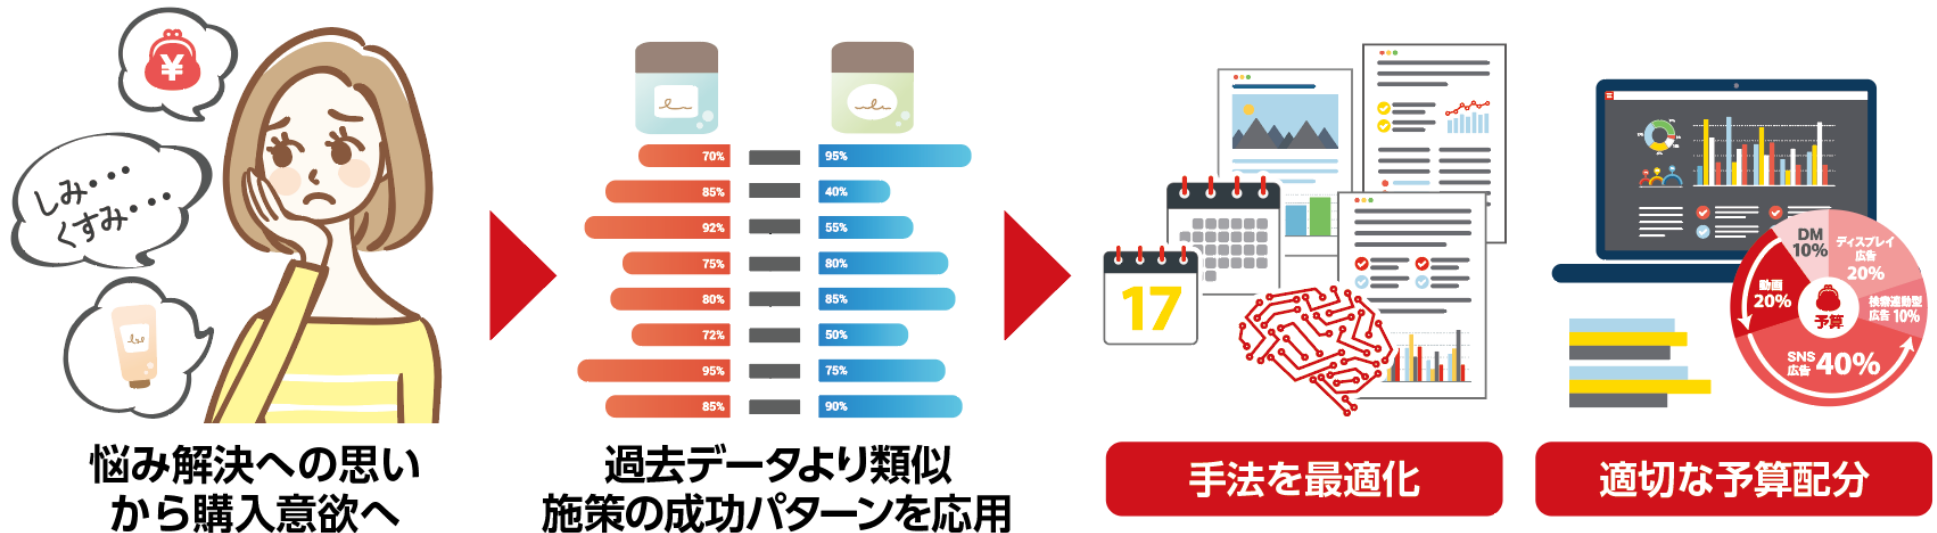 ¥
しみ・・・
くすみ・・・
悩み解決への思い
から購入意欲へ
70% 95%
85% 40%
92% 55%
75% 80%
80% 85%
72% 50%
95% 75%
85% 90%
過去データより類似
施策の成功パターンを応用
17
手法を最適化
DM
10%
ディスプレイ
広告
20%
動画
20%
検索連動型
広告10%
予算
SNS
広告 40%
適切な予算配分